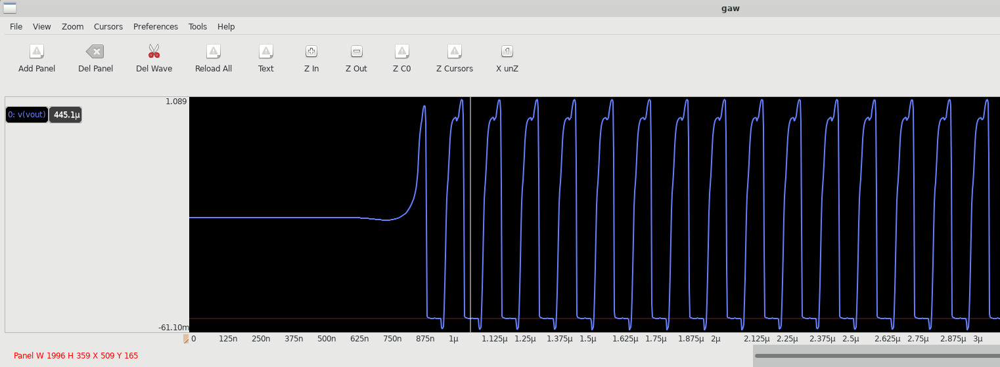 gaw
File View Zoom Cursors Preferences Tools Help
Add Panel Del Panel Del Wave Reload All Text Z In Z Out Z C0 Z Cursors X unZ
1.089
0: v(vout) 445.1µ
-61.10m
0 125n 250n 375n 500n 625n 750n 875n 1µ 1.125µ 1.25µ 1.375µ 1.5µ 1.625µ 1.75µ 1.875µ 2µ 2.125µ 2.25µ 2.375µ 2.5µ 2.625µ 2.75µ 2.875µ 3µ
Panel W 1996 H 359 X 509 Y 165